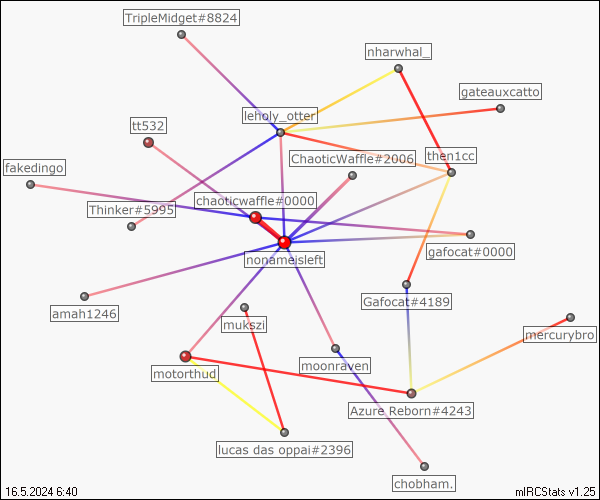 TripleMidget#8824
nharwhal_
gateauxcatto
leholy_otter
tt532
ChaoticWaffle#2006
then1cc
fakedingo
chaoticwaffle#0000
Thinker#5995
gafocat#0000
nonameisleft
Gafocat#4189
amah1246
mukszi
mercurybro
moonraven
motorthud
Azure Reborn#4243
lucas das oppai#2396
chobham.
16.5.2024 6:40
mIRCStats v1.25